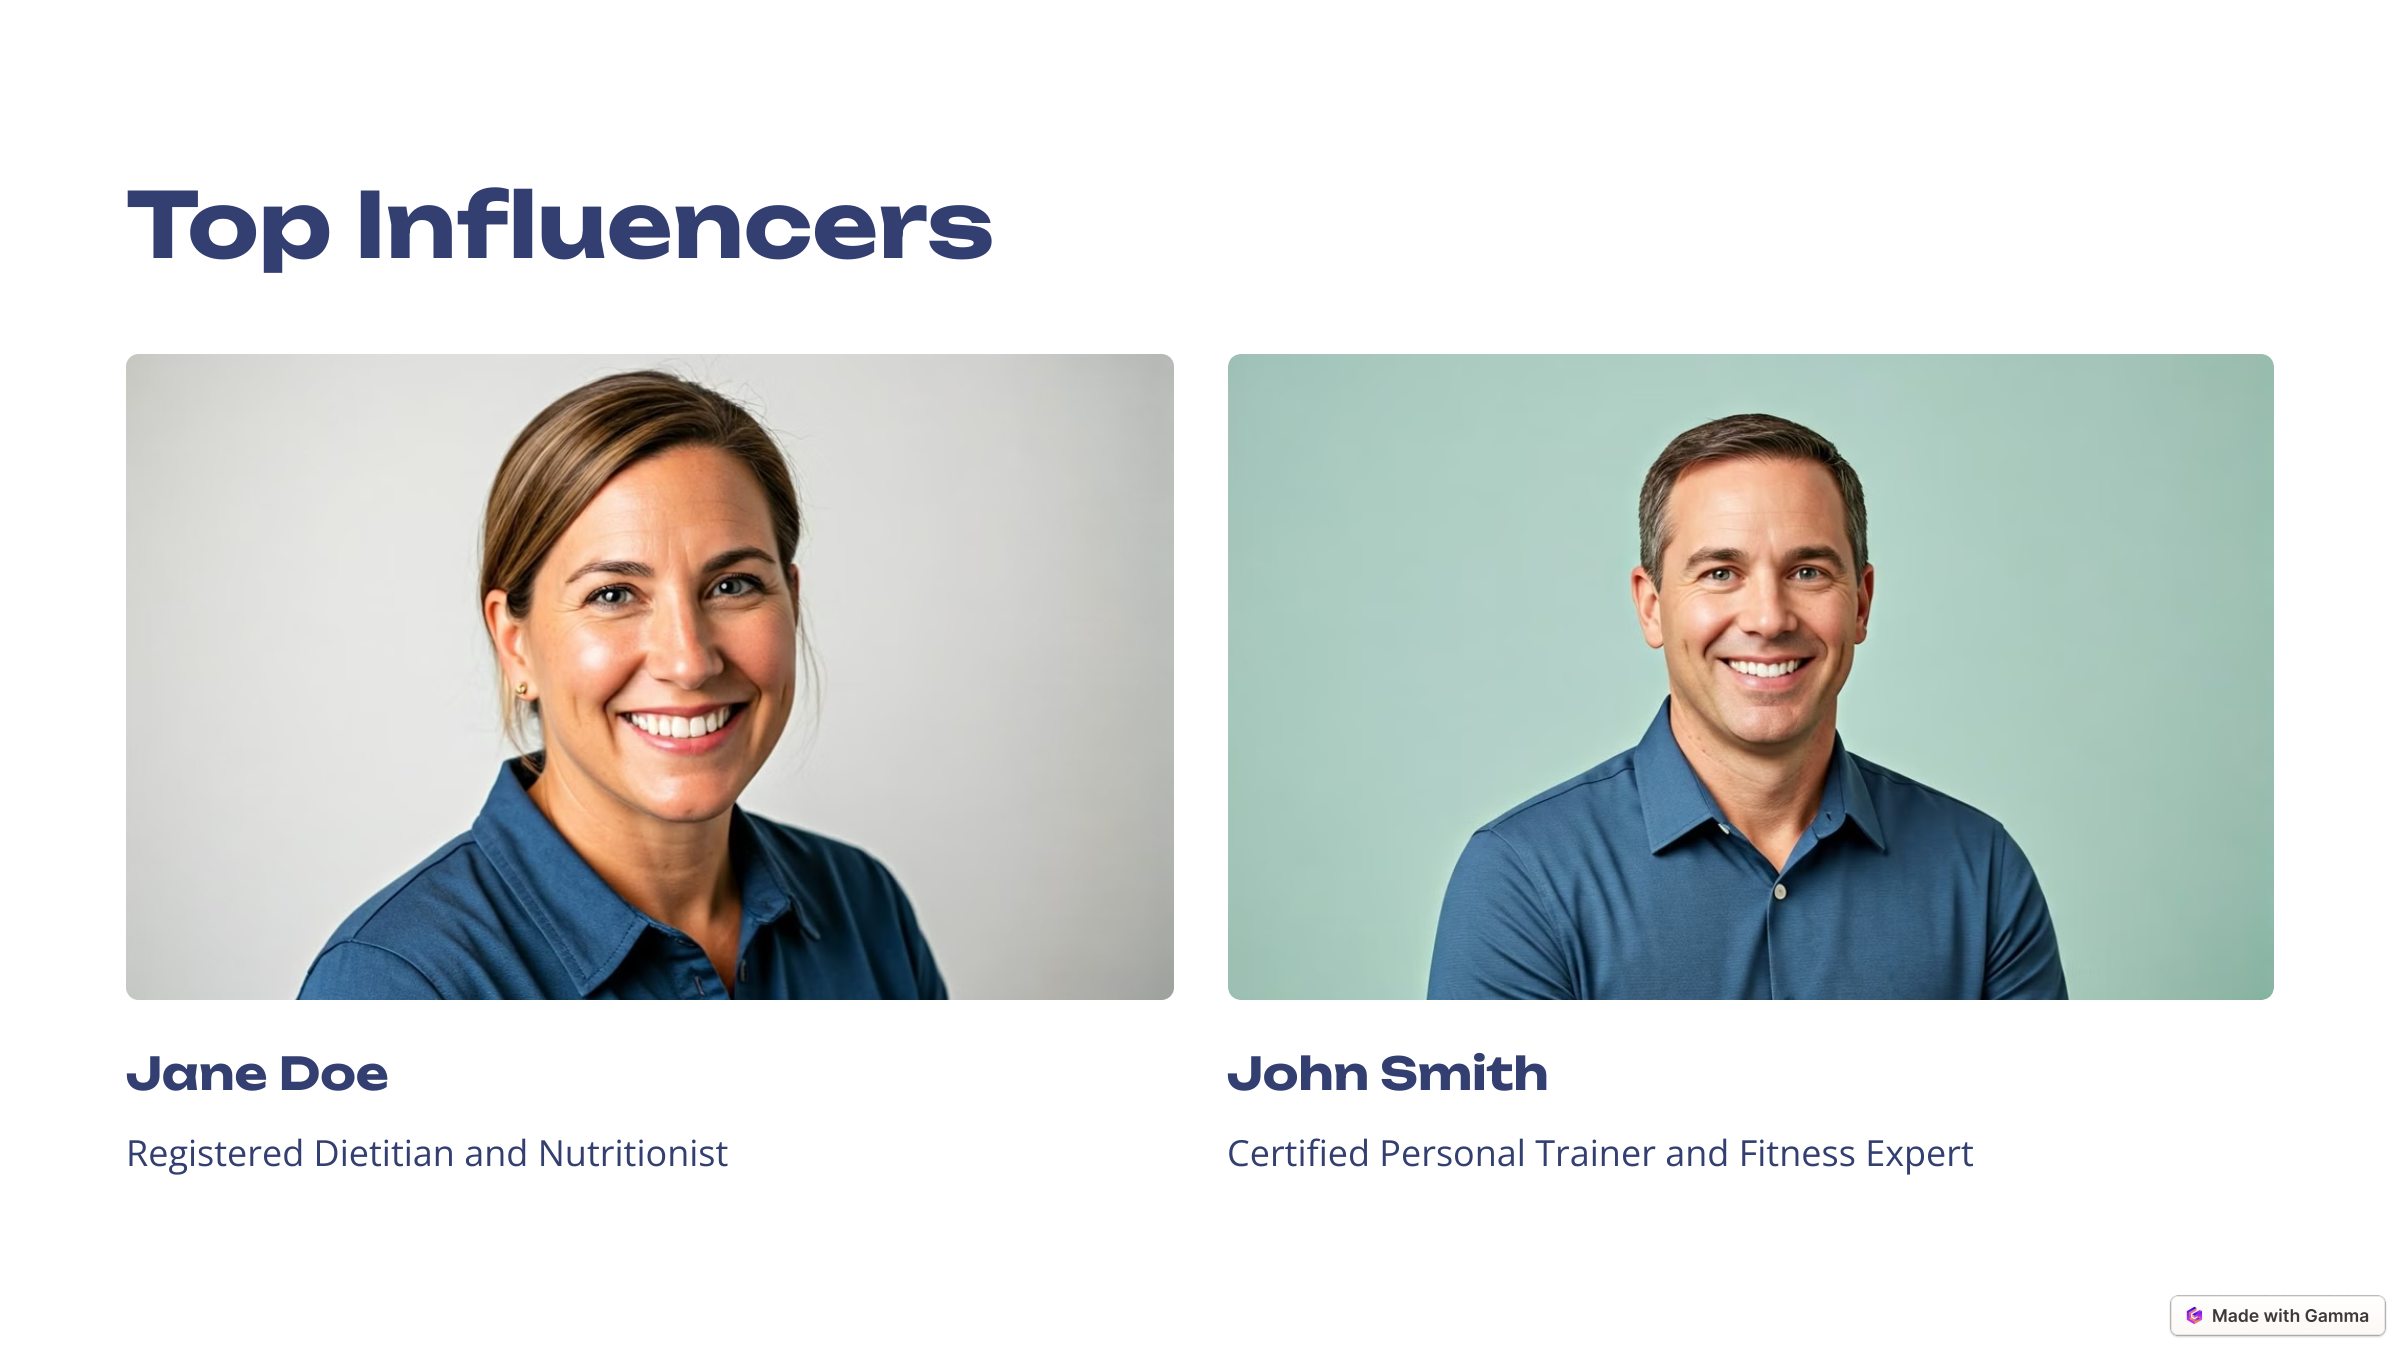 Top Influencers
Jane Doe
Registered Dietitian and Nutritionist
John Smith
Certified Personal Trainer and Fitness Expert
Made with Gamma